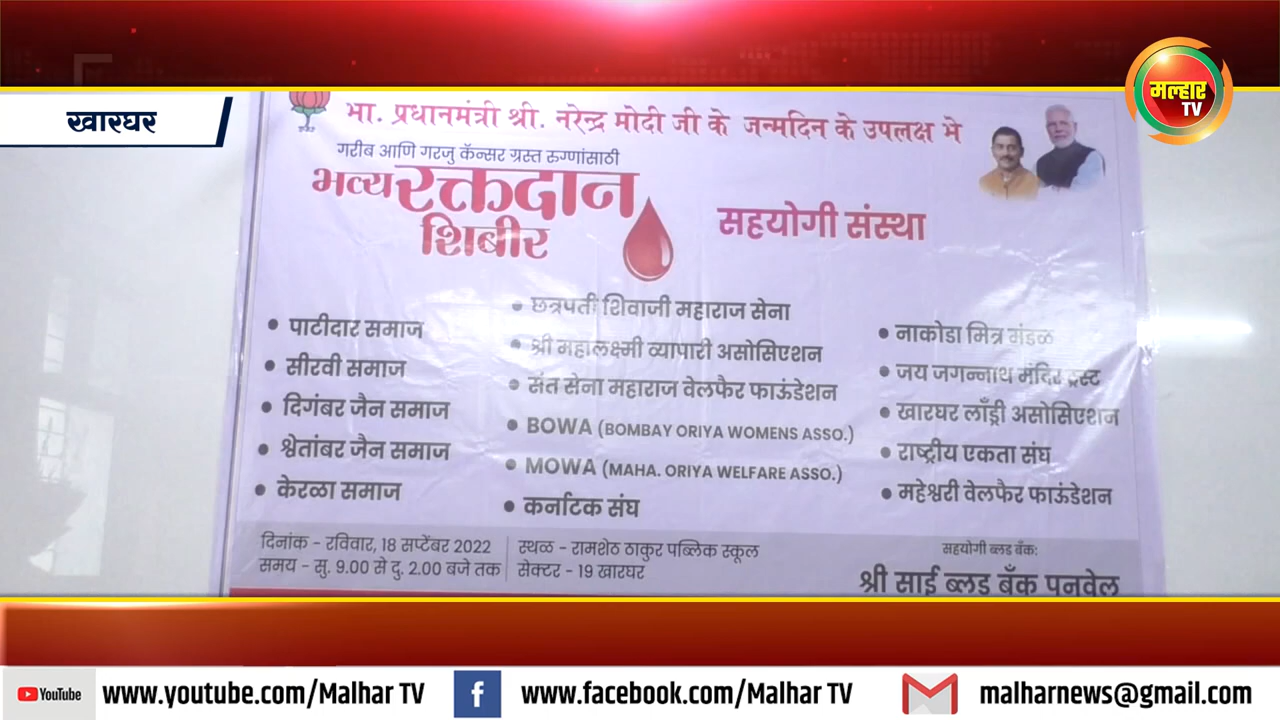 मल्हार
TV
खारघर
भा. प्रधानमंत्री श्री. नरेन्द्र मोदी जी के जन्मदिन के उपलक्ष मे
गरीब आणि गरजु कॅन्सर ग्रस्त रुग्णांसाठी
भव्य रक्तदान
शिबीर
सहयोगी संस्था
• पाटीदार समाज
• सीरवी समाज
• दिगंबर जैन समाज
• श्वेतांबर जैन समाज
• केरळा समाज
• छत्रपती शिवाजी महाराज सेना
• श्री महालक्ष्मी व्यापारी असोसिएशन
• संत सेना महाराज वेलफैर फाऊंडेशन
• BOWA (BOMBAY ORIYA WOMENS ASSO.)
• MOWA (MAHA. ORIYA WELFARE ASSO.)
• कर्नाटक संघ
• नाकोडा मित्र मंडळ
• जय जगन्नाथ मंदिर ट्रस्ट
• खारघर लाँड्री असोसिएशन
• राष्ट्रीय एकता संघ
• महेश्वरी वेलफैर फाऊंडेशन
दिनांक - रविवार, 18 सप्टेंबर 2022
समय - सु. 9.00 से दु. 2.00 बजे तक
स्थळ - रामशेठ ठाकुर पब्लिक स्कूल
सेक्टर - 19 खारघर
सहयोगी ब्लड बँक:
श्री साई ब्लड बँक पनवेल
YouTube www.youtube.com/Malhar TV
www.facebook.com/Malhar TV
malharnews@gmail.com